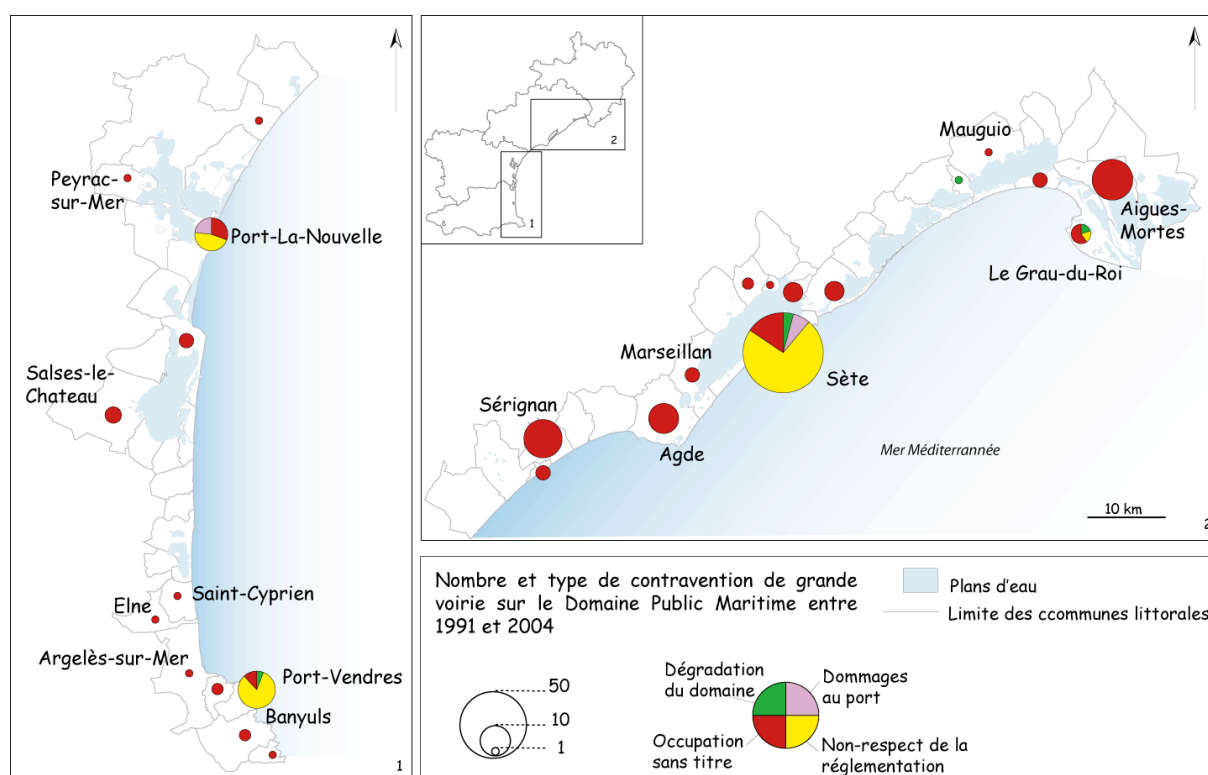 Peyrac-
sur-Mer
Port-La-Nouvelle
Salses-le-
Chateau
Saint-Cyprien
Elne
Argelès-sur-Mer
Port-Vendres
Banyuls
1
2
1
Mauguio
Aigues-
Mortes
Le Grau-du-Roi
Marseillan
Sète
Sérignan
Agde
Mer Méditerrannée
10 km
2
Nombre et type de contravention de grande
voirie sur le Domaine Public Maritime entre
1991 et 2004
Plans d'eau
Limite des ccommunes littorales
50
10
1
Dégradation
du domaine
Dommages
au port
Occupation
sans titre
Non-respect de la
réglementation